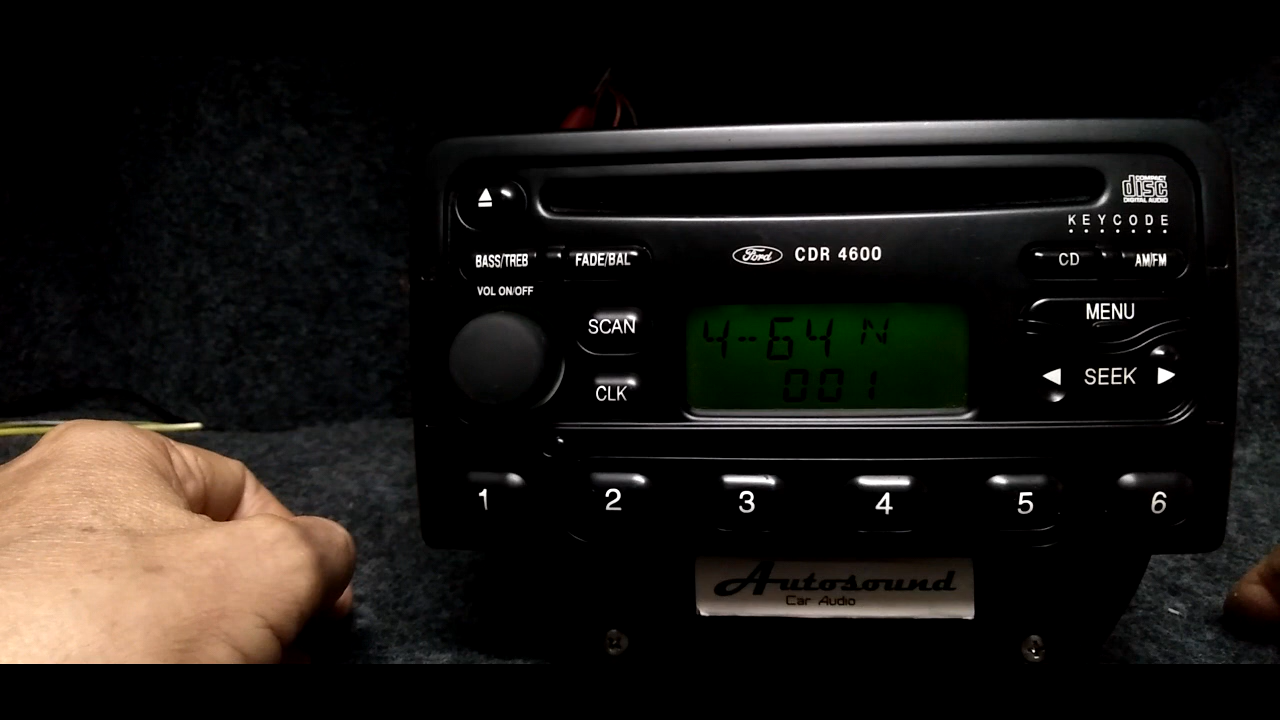 COMPACT
disc
DIGITAL AUDIO
KEYCODE
BASS/TREB FADE/BAL Ford CDR 4600 CD AM/FM
VOL ON/OFF
MENU
SCAN 4--64 N
SEEK
CLK 001
1 2 3 4 5 6
Autosound
Car Audio